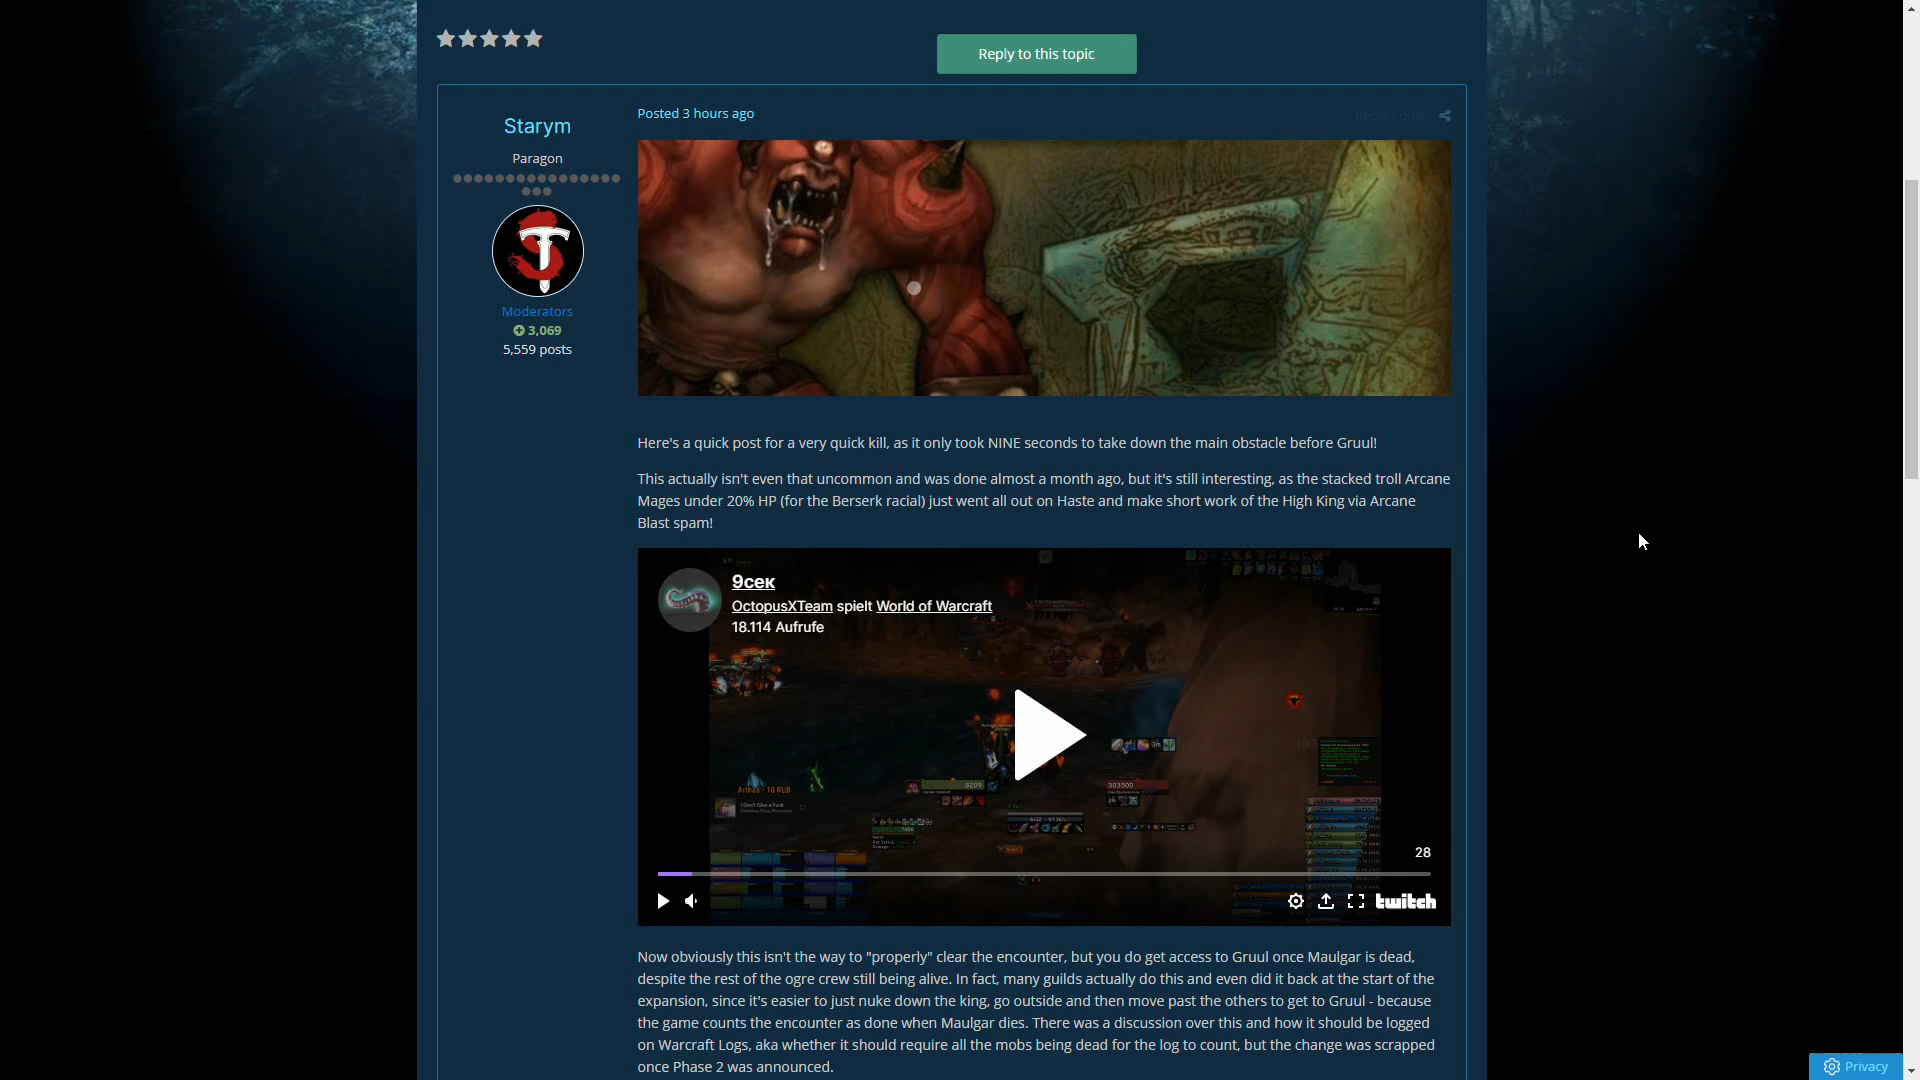 Reply to this topic
Starym
Posted 3 hours ago
Report post
Paragon
Moderators
3,069
5,559 posts
Here's a quick post for a very quick kill, as it only took NINE seconds to take down the main obstacle before Gruul!
This actually isn't even that uncommon and was done almost a month ago, but it's still interesting, as the stacked troll Arcane
Mages under 20% HP (for the Berserk racial) just went all out on Haste and make short work of the High King via Arcane
Blast spam!
9сек
OctopusXTeam spielt World of Warcraft
18.114 Aufrufe
8209
303500
Arthas - 10 RUB
I Don't Give a Fuck
28
twitch
Now obviously this isn't the way to "properly" clear the encounter, but you do get access to Gruul once Maulgar is dead,
despite the rest of the ogre crew still being alive. In fact, many guilds actually do this and even did it back at the start of the
expansion, since it's easier to just nuke down the king, go outside and then move past the others to get to Gruul - because
the game counts the encounter as done when Maulgar dies. There was a discussion over this and how it should be logged
on Warcraft Logs, aka whether it should require all the mobs being dead for the log to count, but the change was scrapped
once Phase 2 was announced.
Privacy